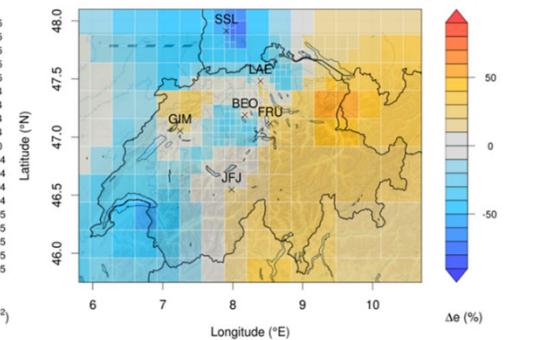 48.0
47.5
47.0
46.5
46.0
Latitude (°N)
SSL
LAE
BEO
FRU
GIM
JFJ
6
7
8
9
10
Longitude (°E)
50
0
-50
Δe (%)